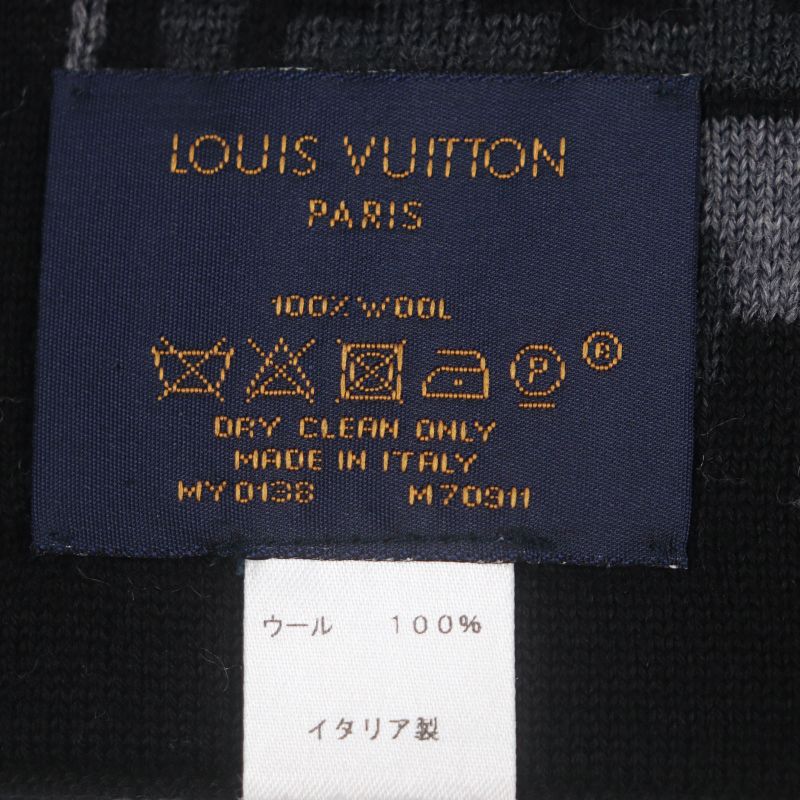 LOUIS VUITTON
PARIS
100% WOOL
P ®
DRY CLEAN ONLY
MADE IN ITALY
MY0138 M70911
ウール 100%
イタリア製